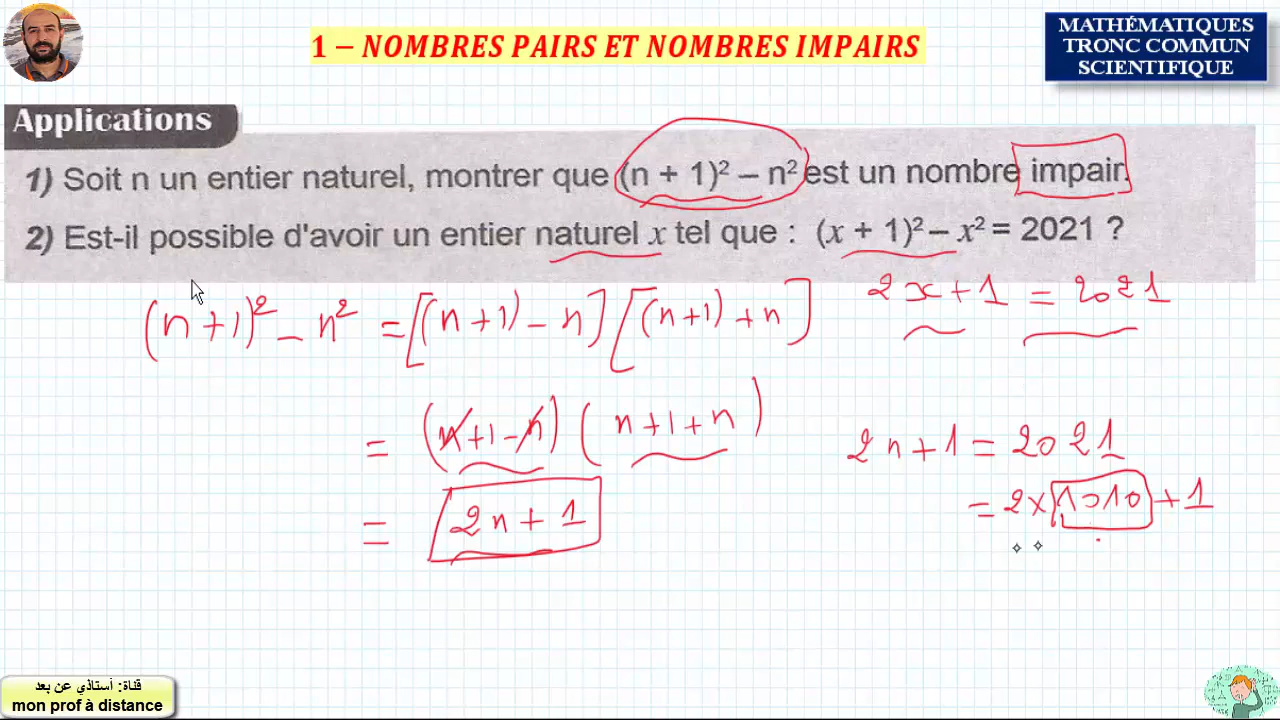 1 – NOMBRES PAIRS ET NOMBRES IMPAIRS
MATHÉMATIQUES
TRONC COMMUN
SCIENTIFIQUE
Applications
1) Soit n un entier naturel, montrer que (n + 1)² – n² est un nombre impair.
2) Est-il possible d'avoir un entier naturel x tel que : (x + 1)² – x² = 2021 ?
(n+1)² – n² = [(n+1) – n] [(n+1) + n]
2x + 1 = 2021
= (n+1–n) (n+1+n)
2n + 1 = 2021
= 2n + 1
= 2 × 1010 + 1
قناة: أستاذي عن بعد
mon prof à distance